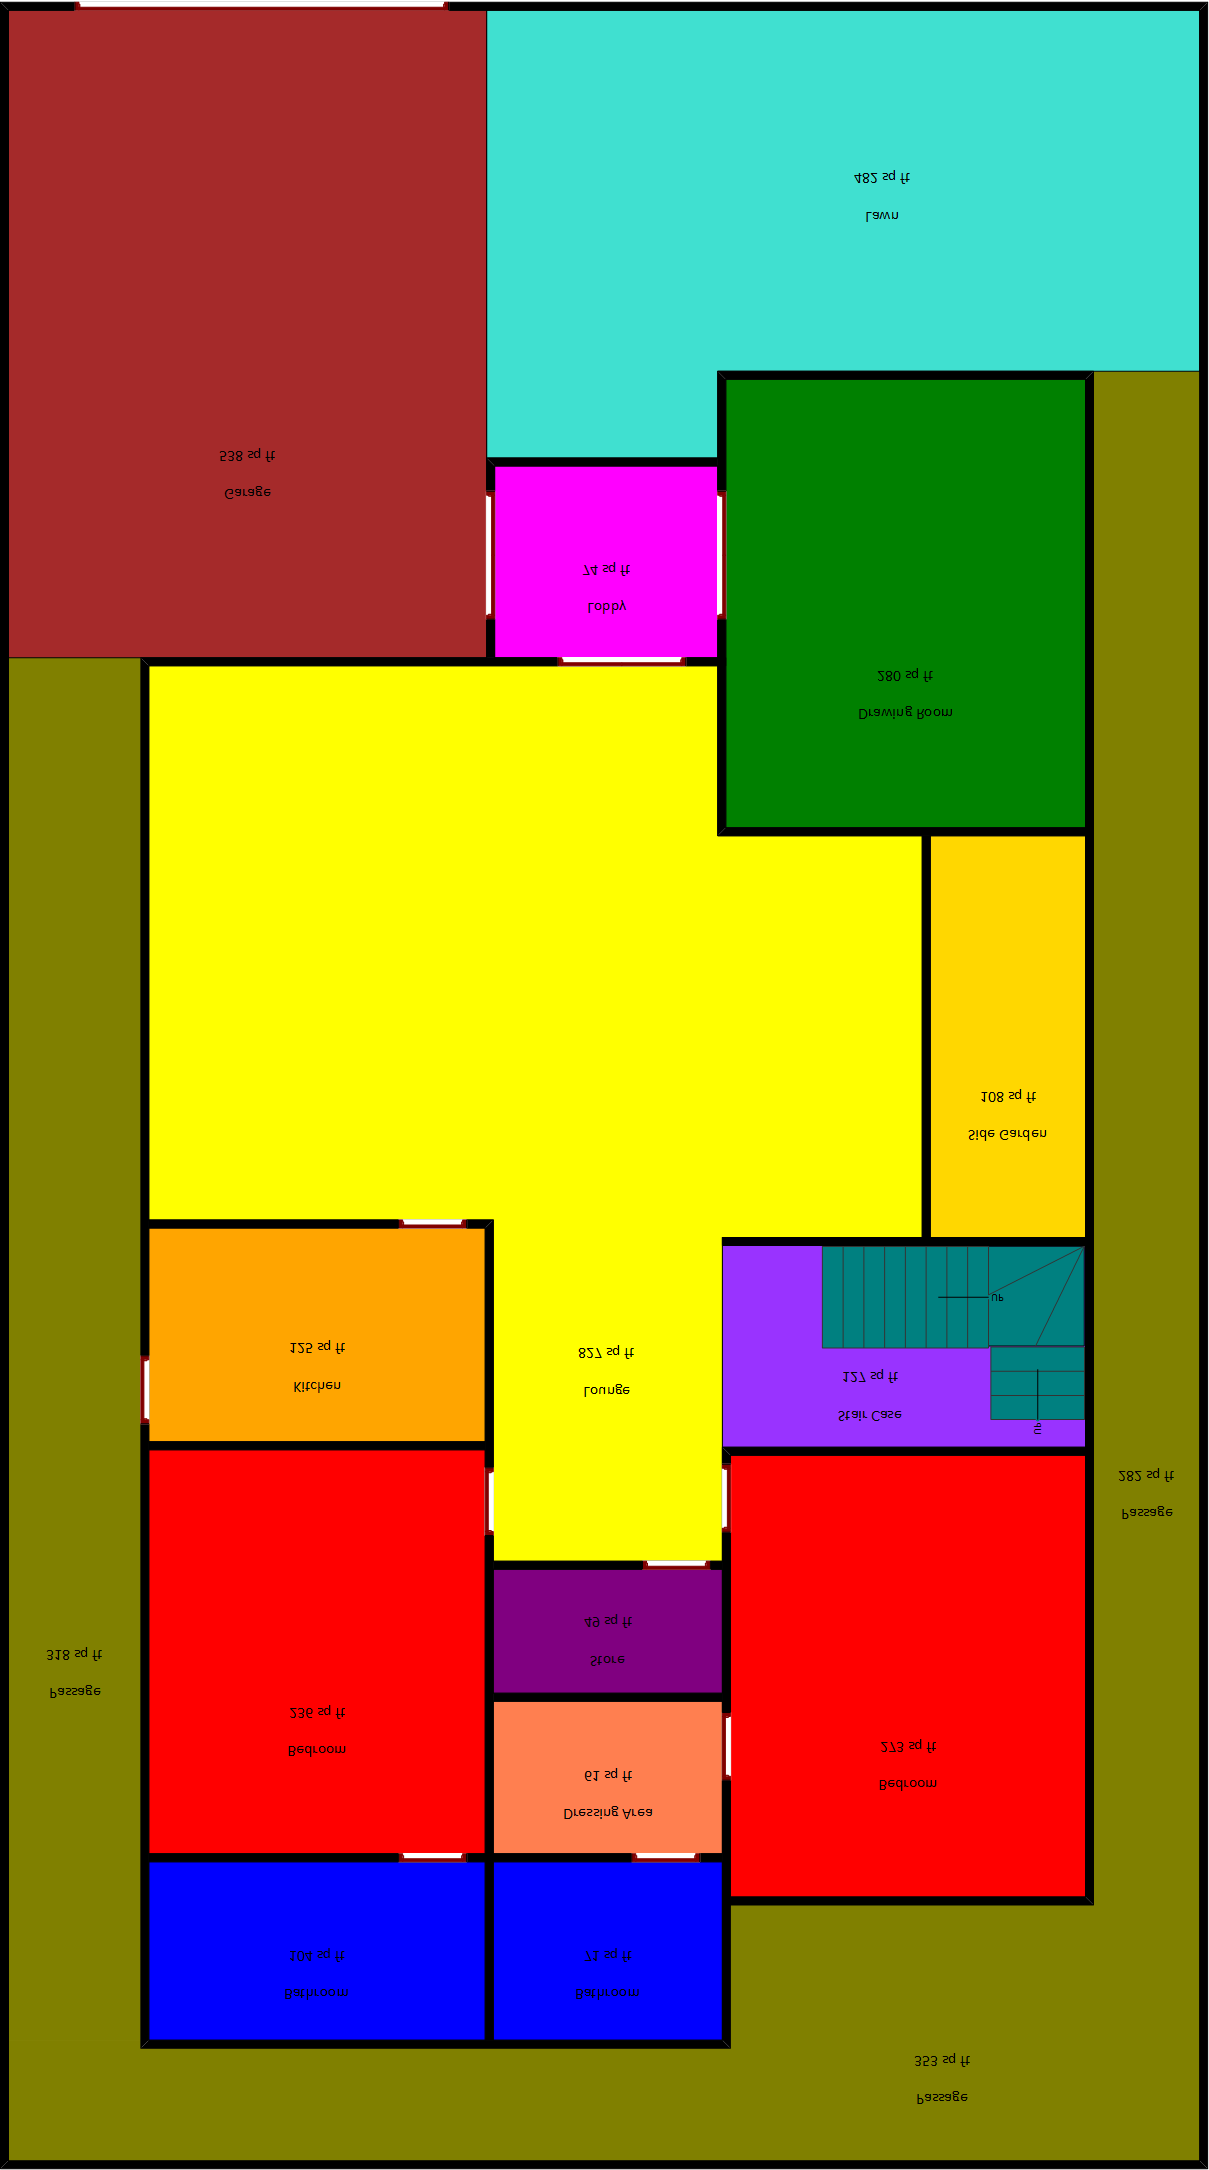 Lawn
482 sq ft
Garage
538 sq ft
Lobby
74 sq ft
Drawing Room
280 sq ft
Side Garden
108 sq ft
UP
Kitchen
125 sq ft
Lounge
827 sq ft
Stair Case
127 sq ft
UP
Passage
282 sq ft
Store
49 sq ft
Passage
318 sq ft
Bedroom
236 sq ft
Bedroom
273 sq ft
Dressing Area
61 sq ft
Bathroom
104 sq ft
Bathroom
71 sq ft
Passage
353 sq ft